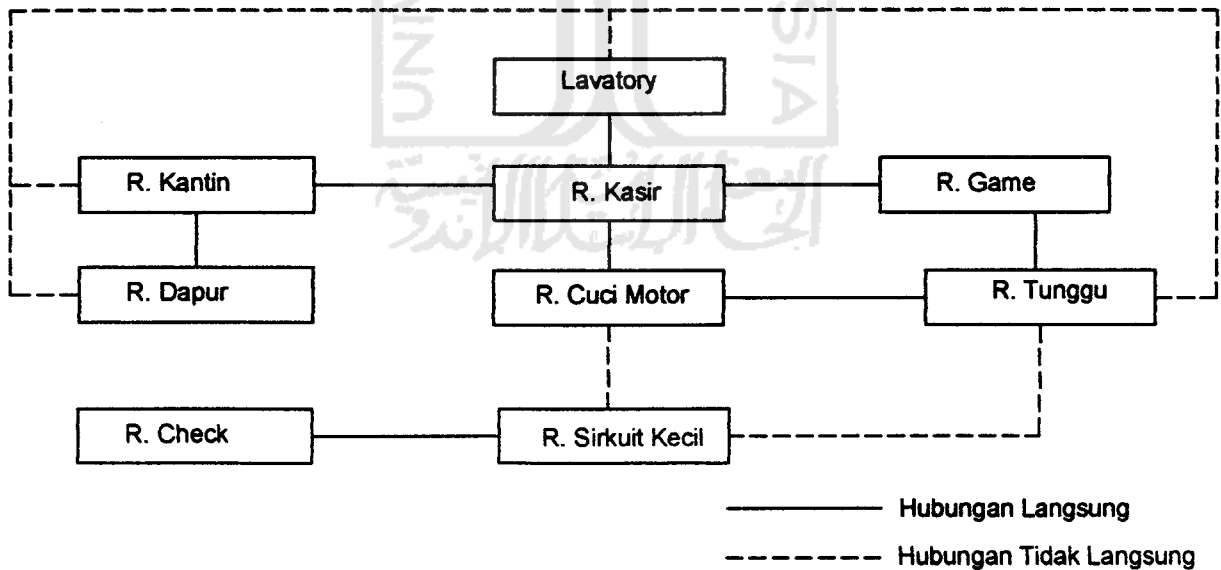 Lavatory
R. Kantin
R. Kasir
R. Game
R. Dapur
R. Cuci Motor
R. Tunggu
R. Check
R. Sirkuit Kecil
Hubungan Langsung
Hubungan Tidak Langsung